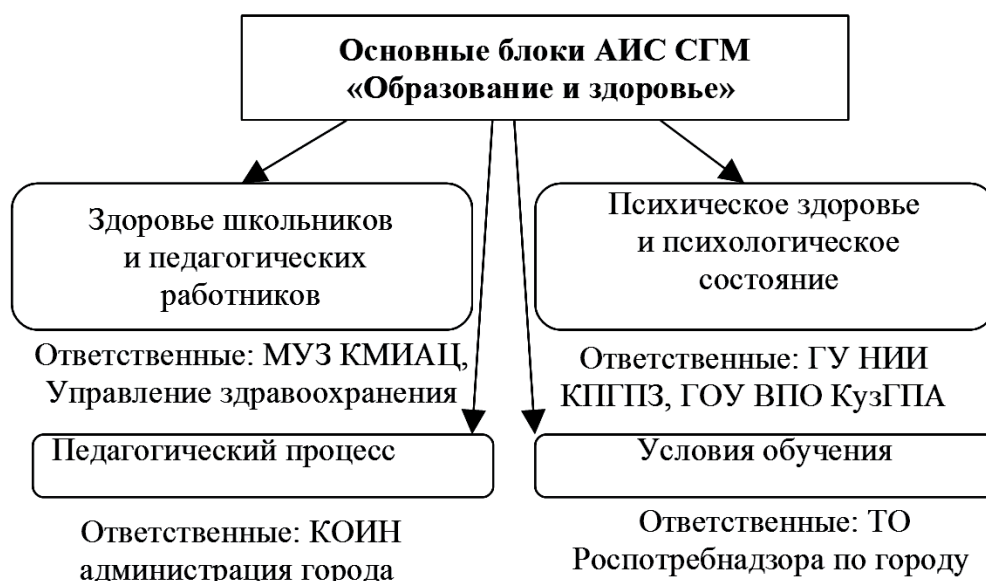 Основные блоки АИС СГМ
«Образование и здоровье»
Здоровье школьников
и педагогических
работников
Ответственные: МУЗ КМИАЦ,
Управление здравоохранения
Психическое здоровье
и психологическое
состояние
Ответственные: ГУ НИИ
КПГПЗ, ГОУ ВПО КузГПА
Педагогический процесс
Ответственные: КОИН
администрация города
Условия обучения
Ответственные: ТО
Роспотребнадзора по городу